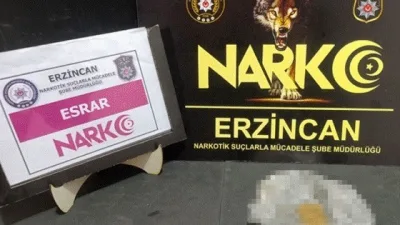 ERZİNCAN
NARKOTİK SUÇLARLA MÜCADELE
ŞUBE MÜDÜRLÜĞÜ
ESRAR
NARKO
NARKO
ERZİNCAN
NARKOTİK SUÇLARLA MÜCADELE ŞUBE MÜDÜRLÜĞÜ